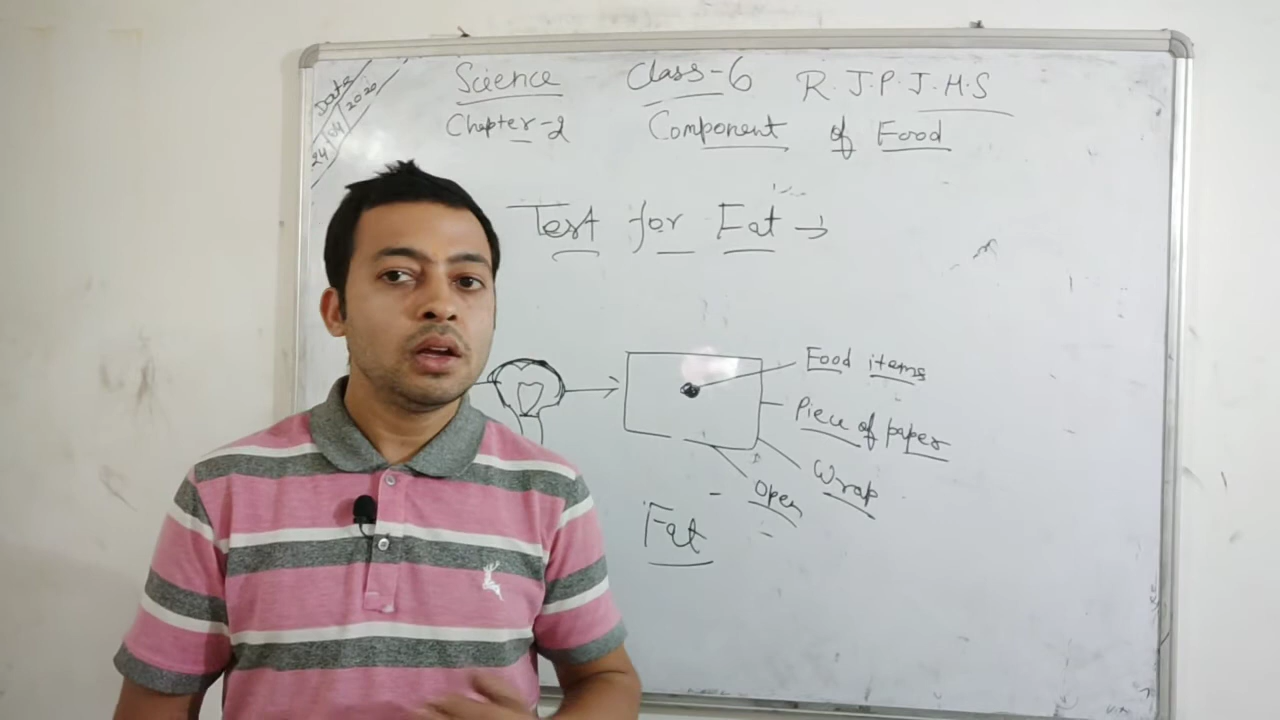 Date
24/04/2020
Science Class-6 R.J.P.J.H.S
Chapter-2 Component of Food
Test for Fat →
Food items
Piece of paper
Wrap
Open
Fat